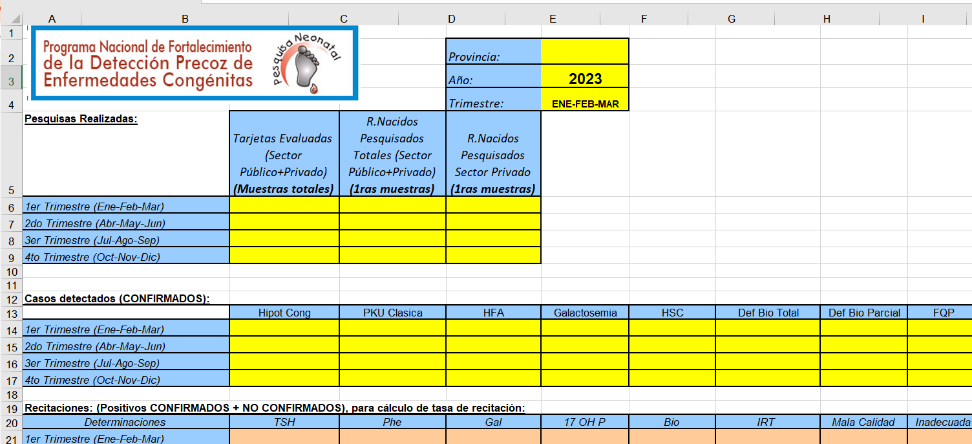 A B C D E F G H I
1
Programa Nacional de Fortalecimiento
de la Detección Precoz de
Enfermedades Congénitas
Pesquisa Neonatal
2 Provincia:
3 Año: 2023
4 Trimestre: ENE-FEB-MAR
Pesquisas Realizadas:
5
Tarjetas Evaluadas
(Sector
Público+Privado)
(Muestras totales)
R.Nacidos
Pesquisados
Totales (Sector
Público+Privado)
(1ras muestras)
R.Nacidos
Pesquisados
Sector Privado
(1ras muestras)
6 1er Trimestre (Ene-Feb-Mar)
7 2do Trimestre (Abr-May-Jun)
8 3er Trimestre (Jul-Ago-Sep)
9 4to Trimestre (Oct-Nov-Dic)
10
11
12 Casos detectados (CONFIRMADOS):
13 Hipot Cong PKU Clasica HFA Galactosemia HSC Def Bio Total Def Bio Parcial FQP
14 1er Trimestre (Ene-Feb-Mar)
15 2do Trimestre (Abr-May-Jun)
16 3er Trimestre (Jul-Ago-Sep)
17 4to Trimestre (Oct-Nov-Dic)
18
19 Recitaciones: (Positivos CONFIRMADOS + NO CONFIRMADOS), para cálculo de tasa de recitación:
20 Determinaciones TSH Phe Gal 17 OH P Bio IRT Mala Calidad Inadecuada
21 1er Trimestre (Ene-Feb-Mar)